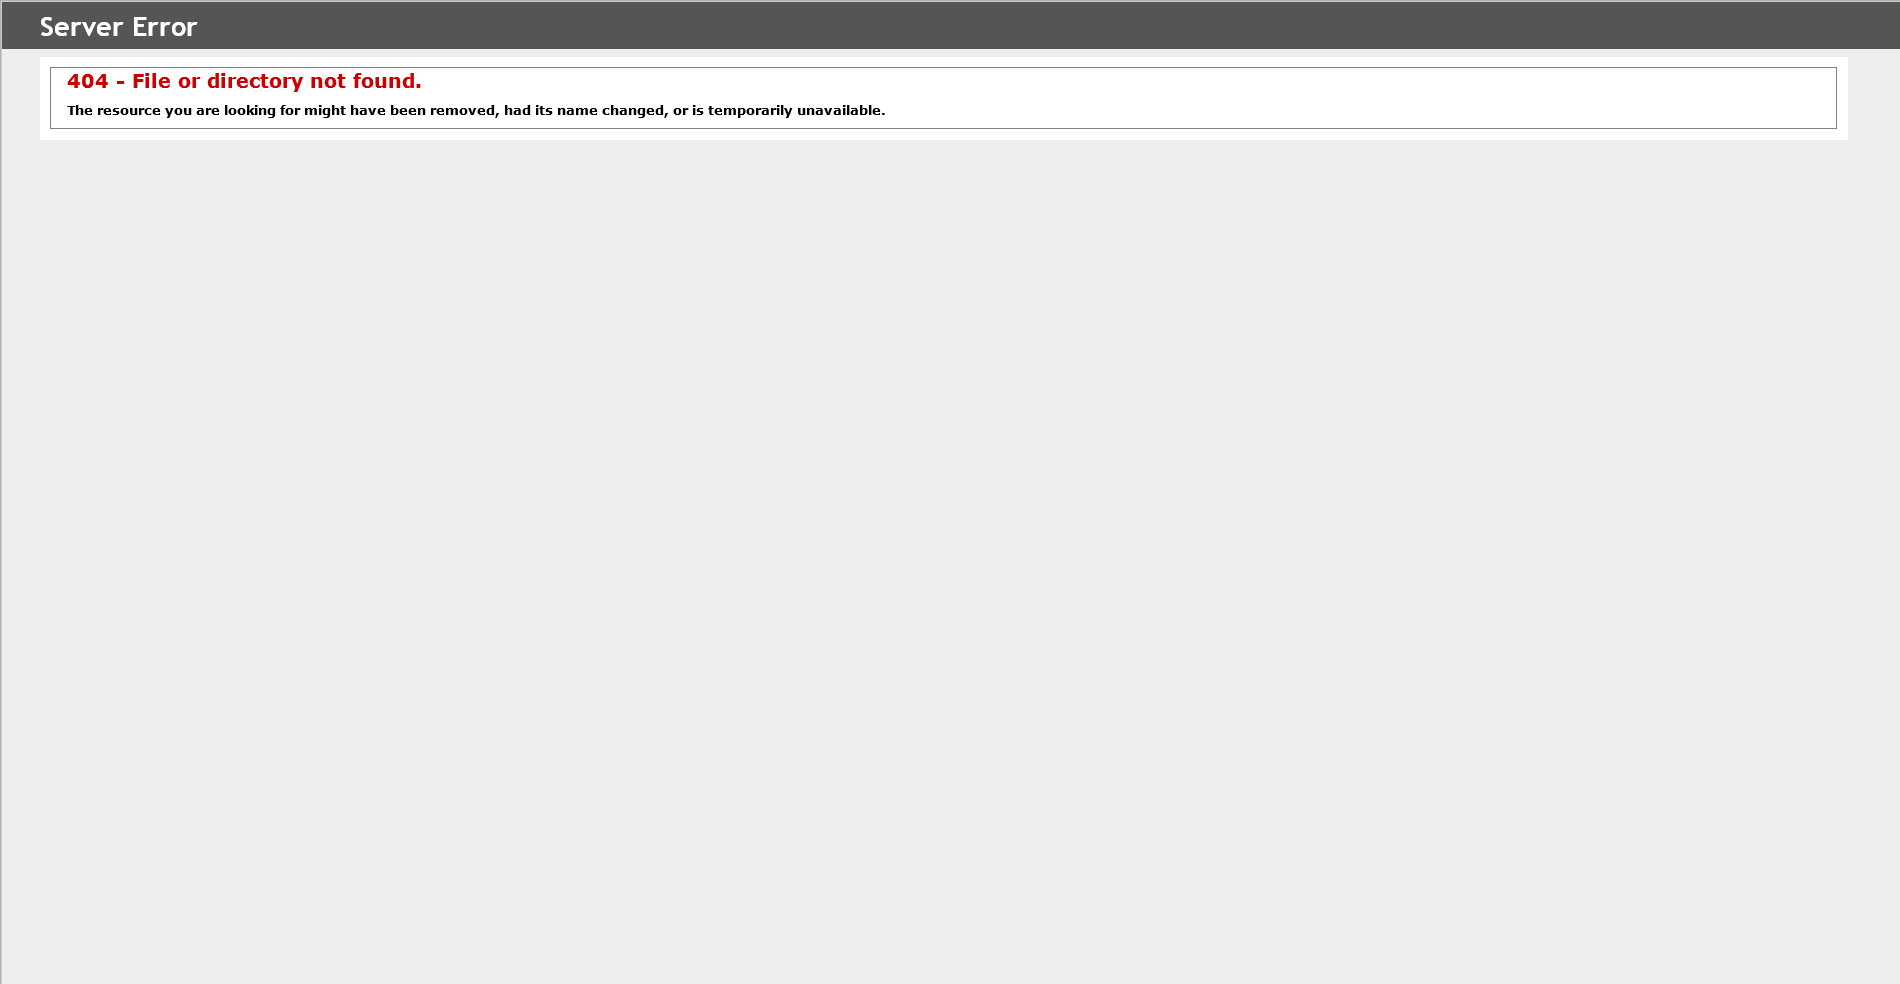 Server Error
404 - File or directory not found.
The resource you are looking for might have been removed, had its name changed, or is temporarily unavailable.